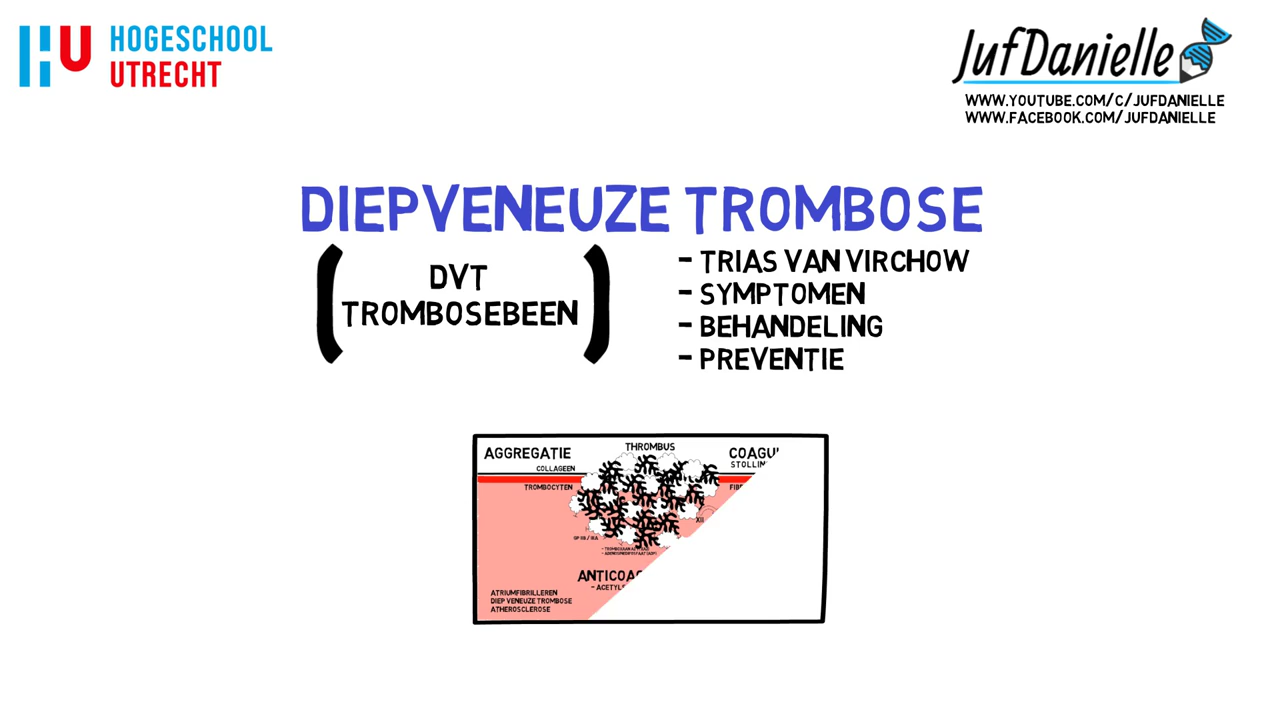 HOGESCHOOL
UTRECHT
JufDanielle
WWW.YOUTUBE.COM/C/JUFDANIELLE
WWW.FACEBOOK.COM/JUFDANIELLE
DIEPVENEUZE TROMBOSE
DVT
TROMBOSEBEEN
- TRIAS VAN VIRCHOW
- SYMPTOMEN
- BEHANDELING
- PREVENTIE
AGGREGATIE
THROMBUS
COLLAGEEN
TROMBOCYTEN
XII
ATRIUMFIBRILLEREN
DIEP VENEUZE TROMBOSE
ATHEROSCLEROSE